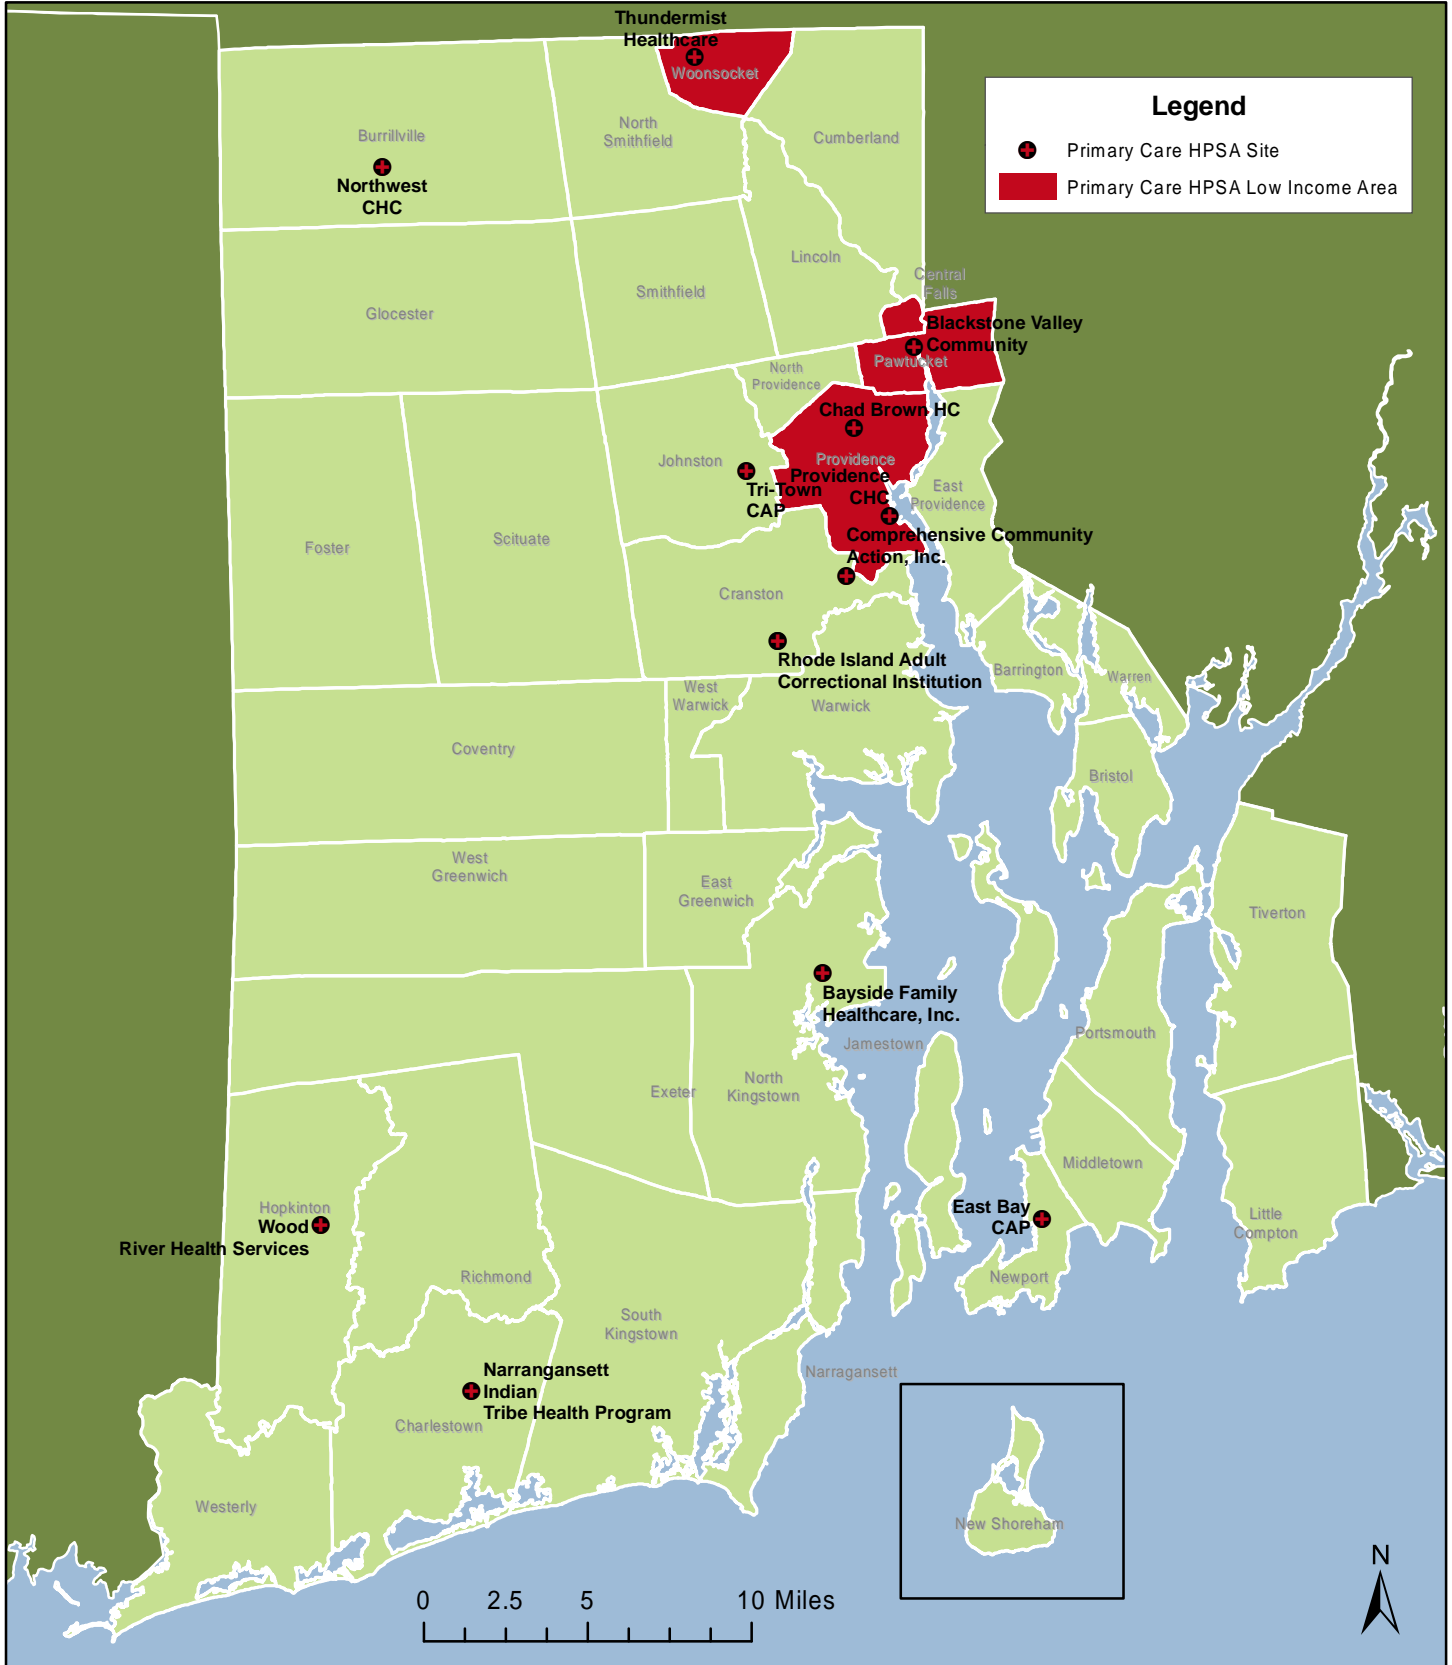 Thundermist
Healthcare
Woonsocket
Legend
Primary Care HPSA Site
Primary Care HPSA Low Income Area
Burrillville
North
Smithfield
Cumberland
Northwest
CHC
Lincoln
Central
Falls
Smithfield
Glocester
Blackstone Valley
Community
Pawtucket
North
Providence
Chad Brown HC
Providence
Johnston
Tri-Town
CAP
Providence
CHC
East
Providence
Comprehensive Community
Action, Inc.
Foster
Scituate
Cranston
Rhode Island Adult
Correctional Institution
Barrington
Warren
West
Warwick
Warwick
Coventry
Bristol
West
Greenwich
East
Greenwich
Tiverton
Bayside Family
Healthcare, Inc.
Jamestown
Portsmouth
Exeter
North
Kingstown
Middletown
Hopkinton
Wood
River Health Services
East Bay
CAP
Little
Compton
Richmond
Newport
South
Kingstown
Narrangansett
Indian
Tribe Health Program
Narragansett
Charlestown
Westerly
New Shoreham
N
0 2.5 5 10 Miles